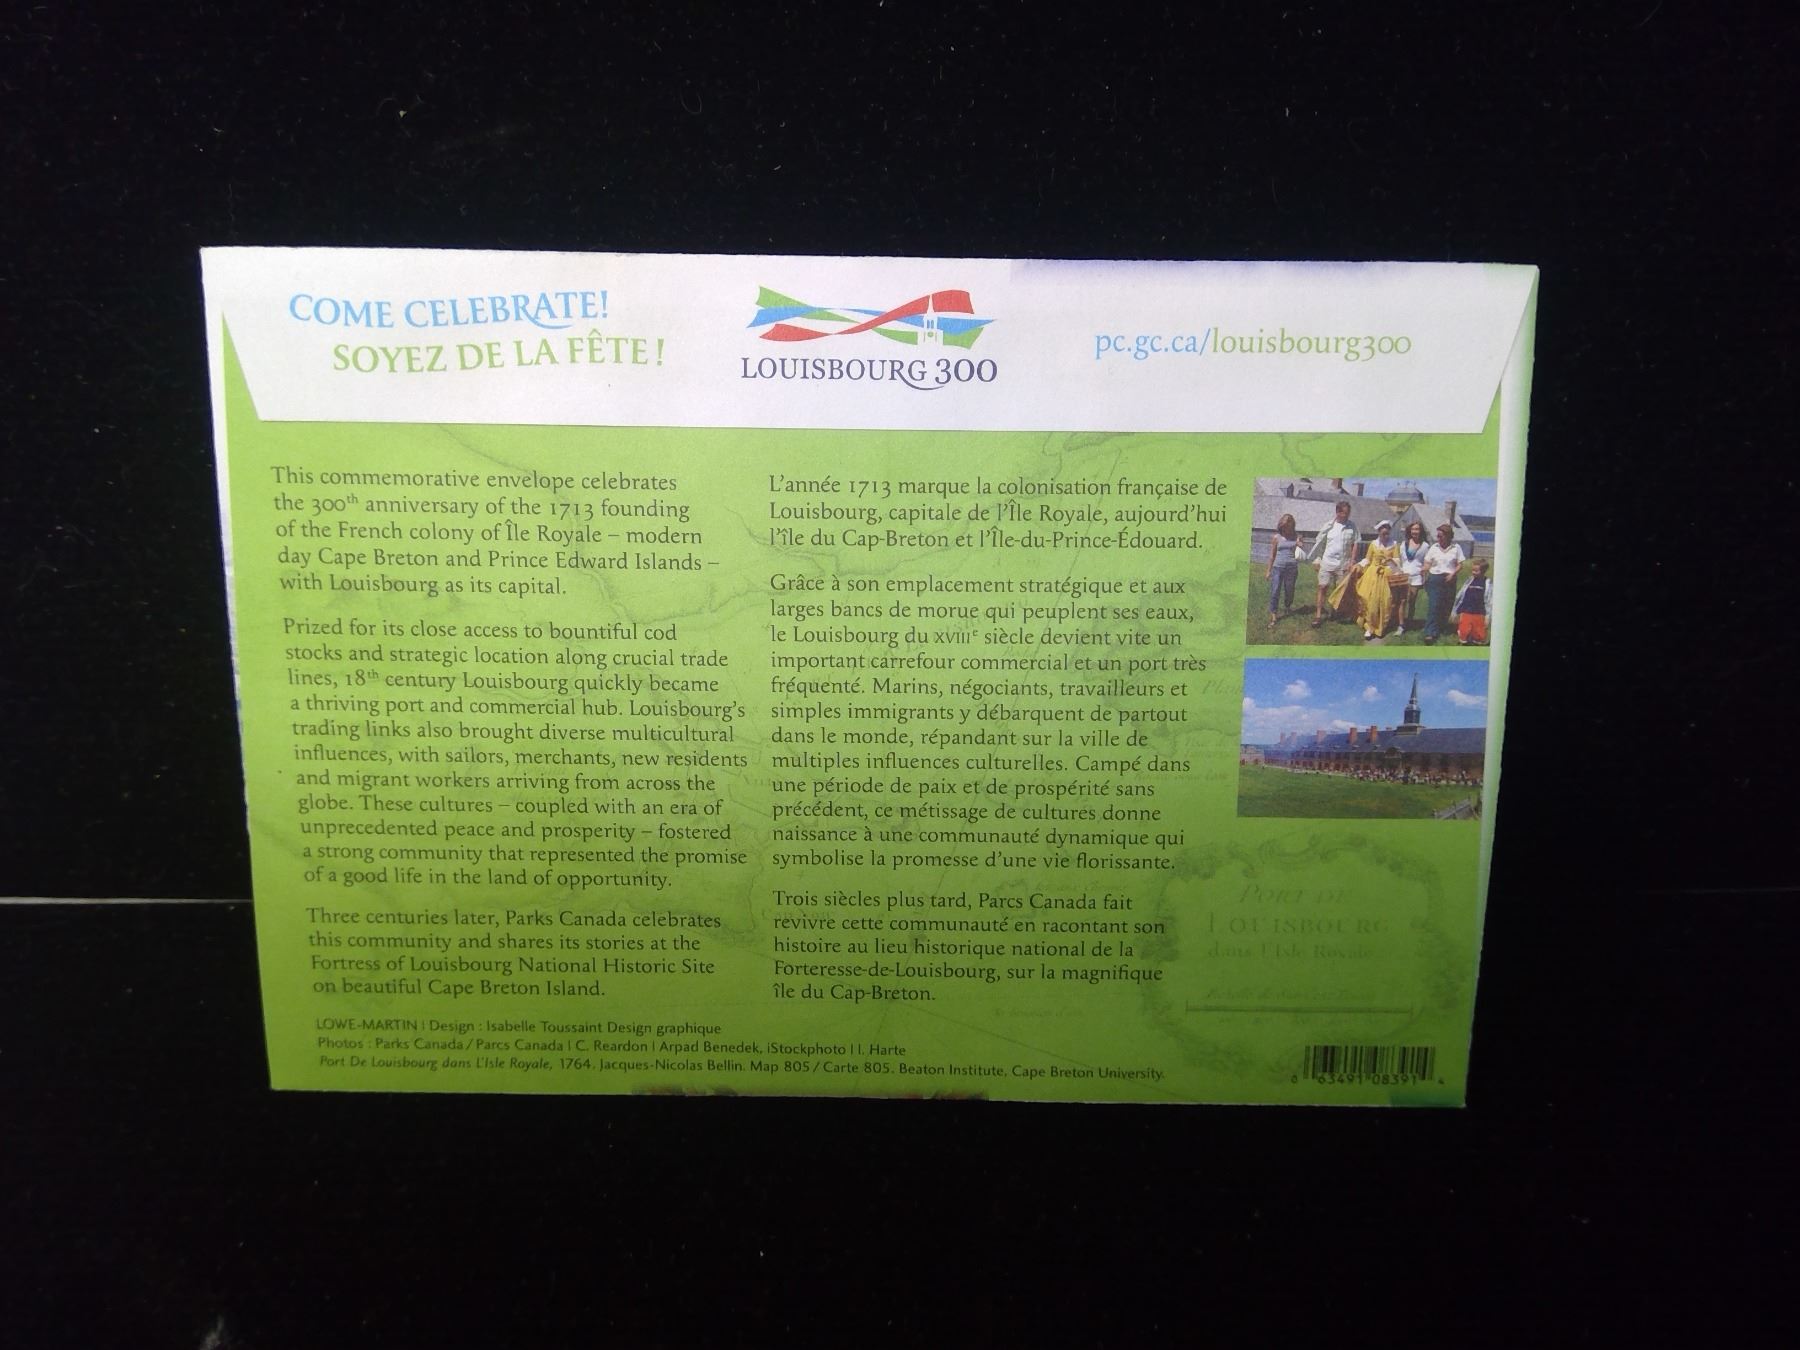 COME CELEBRATE!
SOYEZ DE LA FÊTE !
LOUISBOURG 300
pc.gc.ca/louisbourg300
This commemorative envelope celebrates
the 300th anniversary of the 1713 founding
of the French colony of Île Royale – modern
day Cape Breton and Prince Edward Islands –
with Louisbourg as its capital.
Prized for its close access to bountiful cod
stocks and strategic location along crucial trade
lines, 18th century Louisbourg quickly became
a thriving port and commercial hub. Louisbourg's
trading links also brought diverse multicultural
influences, with sailors, merchants, new residents
and migrant workers arriving from across the
globe. These cultures – coupled with an era of
unprecedented peace and prosperity – fostered
a strong community that represented the promise
of a good life in the land of opportunity.
Three centuries later, Parks Canada celebrates
this community and shares its stories at the
Fortress of Louisbourg National Historic Site
on beautiful Cape Breton Island.
L'année 1713 marque la colonisation française de
Louisbourg, capitale de l'Île Royale, aujourd'hui
l'île du Cap-Breton et l'Île-du-Prince-Édouard.
Grâce à son emplacement stratégique et aux
larges bancs de morue qui peuplent ses eaux,
le Louisbourg du XVIIIe siècle devient vite un
important carrefour commercial et un port très
fréquenté. Marins, négociants, travailleurs et
simples immigrants y débarquent de partout
dans le monde, répandant sur la ville de
multiples influences culturelles. Campé dans
une période de paix et de prospérité sans
précédent, ce métissage de cultures donne
naissance à une communauté dynamique qui
symbolise la promesse d'une vie florissante.
Trois siècles plus tard, Parcs Canada fait
revivre cette communauté en racontant son
histoire au lieu historique national de la
Forteresse-de-Louisbourg, sur la magnifique
île du Cap-Breton.
PORT DE
LOUISBOURG
dans l'Isle Royale
LOWE-MARTIN | Design : Isabelle Toussaint Design graphique
Photos : Parks Canada / Parcs Canada | C. Reardon | Arpad Benedek, iStockphoto | I. Harte
Port De Louisbourg dans L'Isle Royale, 1764. Jacques-Nicolas Bellin. Map 805 / Carte 805. Beaton Institute, Cape Breton University.
0 63491 08391 4